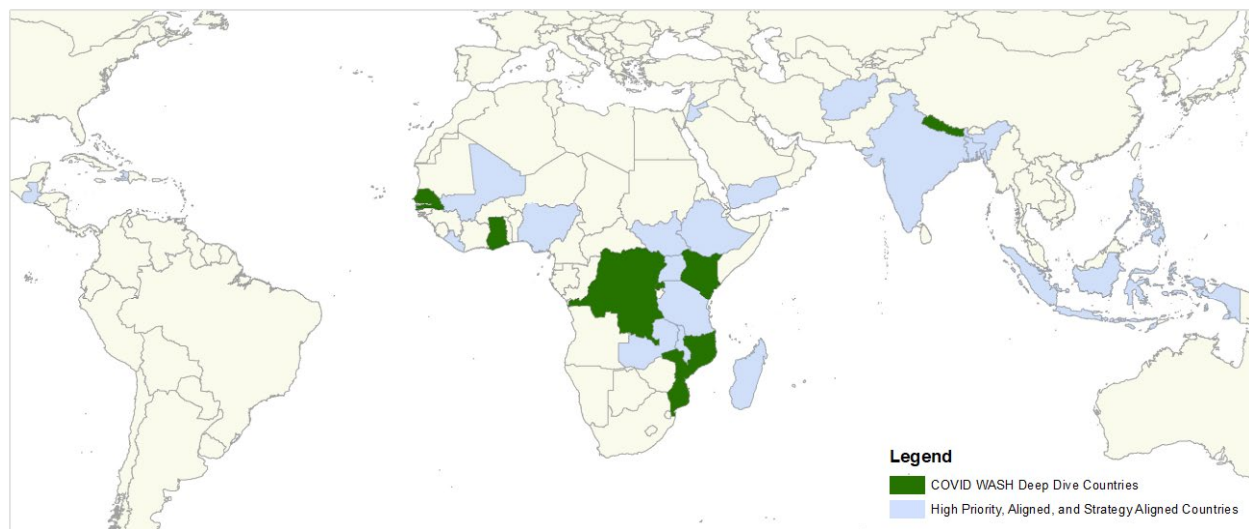 Legend
COVID WASH Deep Dive Countries
High Priority, Aligned, and Strategy Aligned Countries